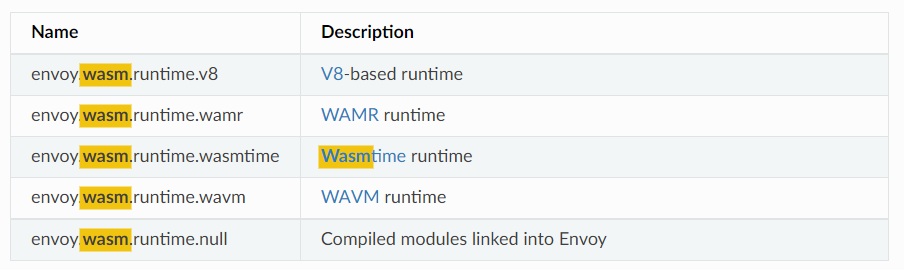 Name Description
envoy.wasm.runtime.v8 V8-based runtime
envoy.wasm.runtime.wamr WAMR runtime
envoy.wasm.runtime.wasmtime Wasmtime runtime
envoy.wasm.runtime.wavm WAVM runtime
envoy.wasm.runtime.null Compiled modules linked into Envoy